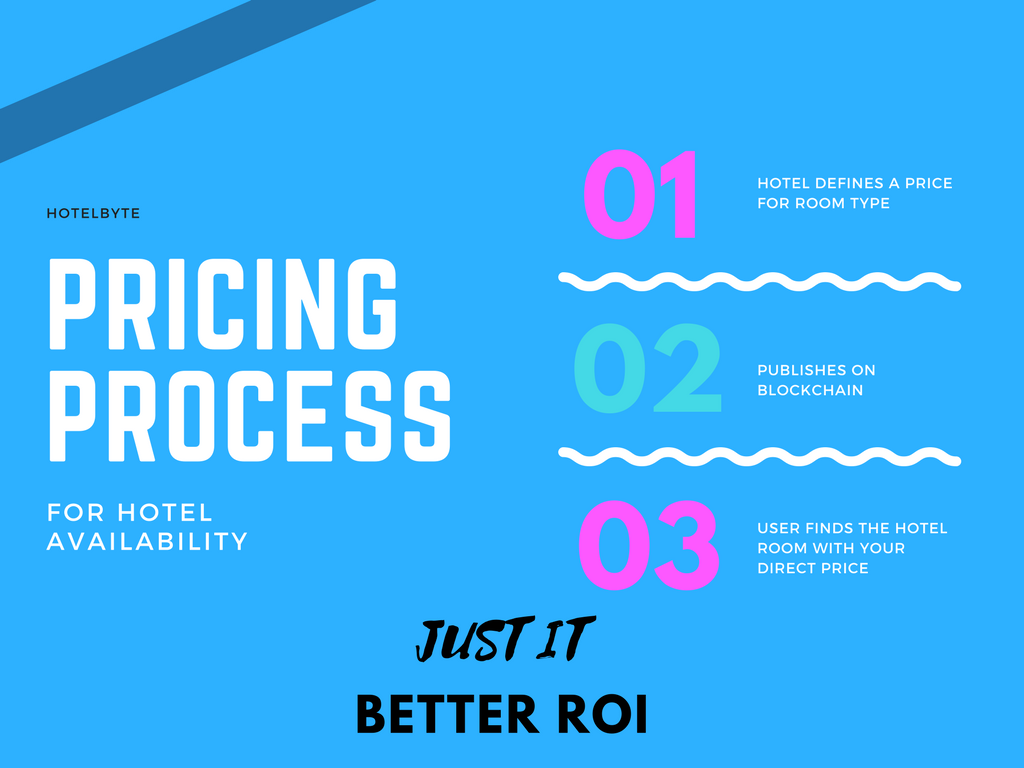 HOTELBYTE
PRICING
PROCESS
FOR HOTEL
AVAILABILITY
01
HOTEL DEFINES A PRICE
FOR ROOM TYPE
02
PUBLISHES ON
BLOCKCHAIN
03
USER FINDS THE HOTEL
ROOM WITH YOUR
DIRECT PRICE
JUST IT
BETTER ROI